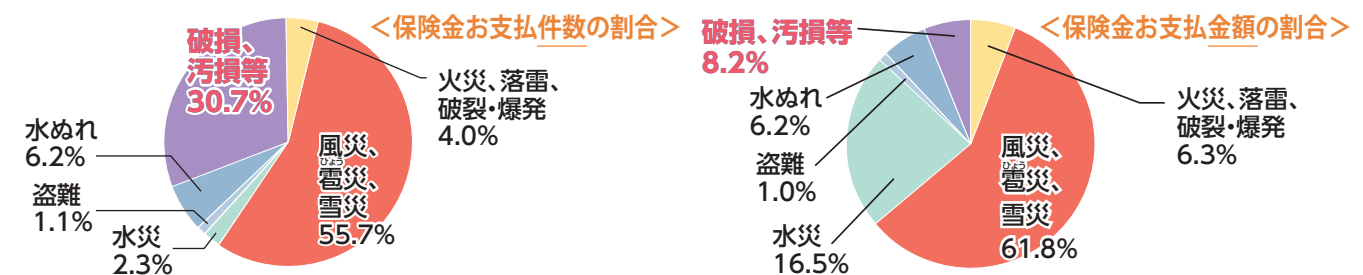 ＜保険金お支払件数の割合＞
破損、
汚損等
30.7%
火災、落雷、
破裂・爆発
4.0%
水ぬれ
6.2%
盗難
1.1%
水災
2.3%
風災、
ひょう
雹災、
雪災
55.7%
＜保険金お支払金額の割合＞
破損、汚損等
8.2%
水ぬれ
6.2%
盗難
1.0%
水災
16.5%
火災、落雷、
破裂・爆発
6.3%
風災、
ひょう
雹災、
雪災
61.8%